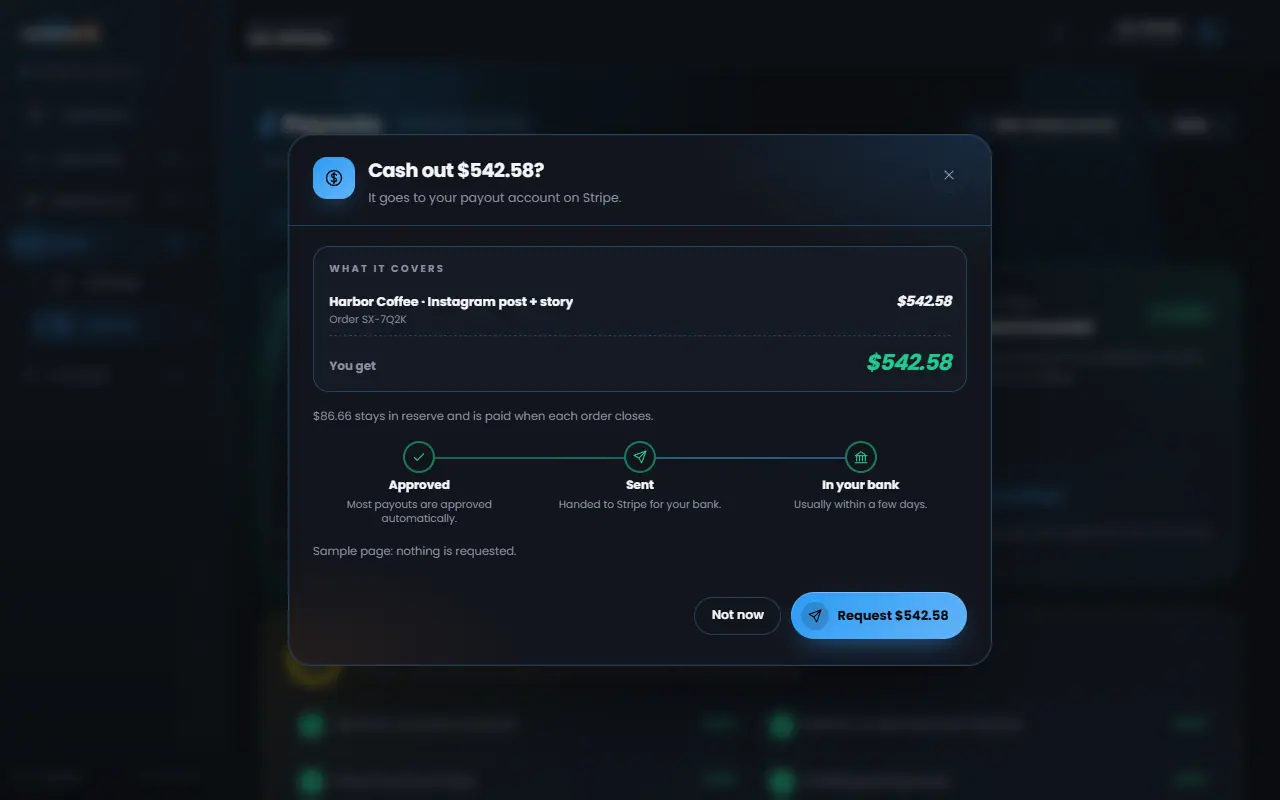 Cash out $542.58?
It goes to your payout account on Stripe.
WHAT IT COVERS
Harbor Coffee · Instagram post + story
$542.58
Order SX-7Q2K
You get
$542.58
$86.66 stays in reserve and is paid when each order closes.
Approved
Most payouts are approved
automatically.
Sent
Handed to Stripe for your bank.
In your bank
Usually within a few days.
Sample page: nothing is requested.
Not now
Request $542.58